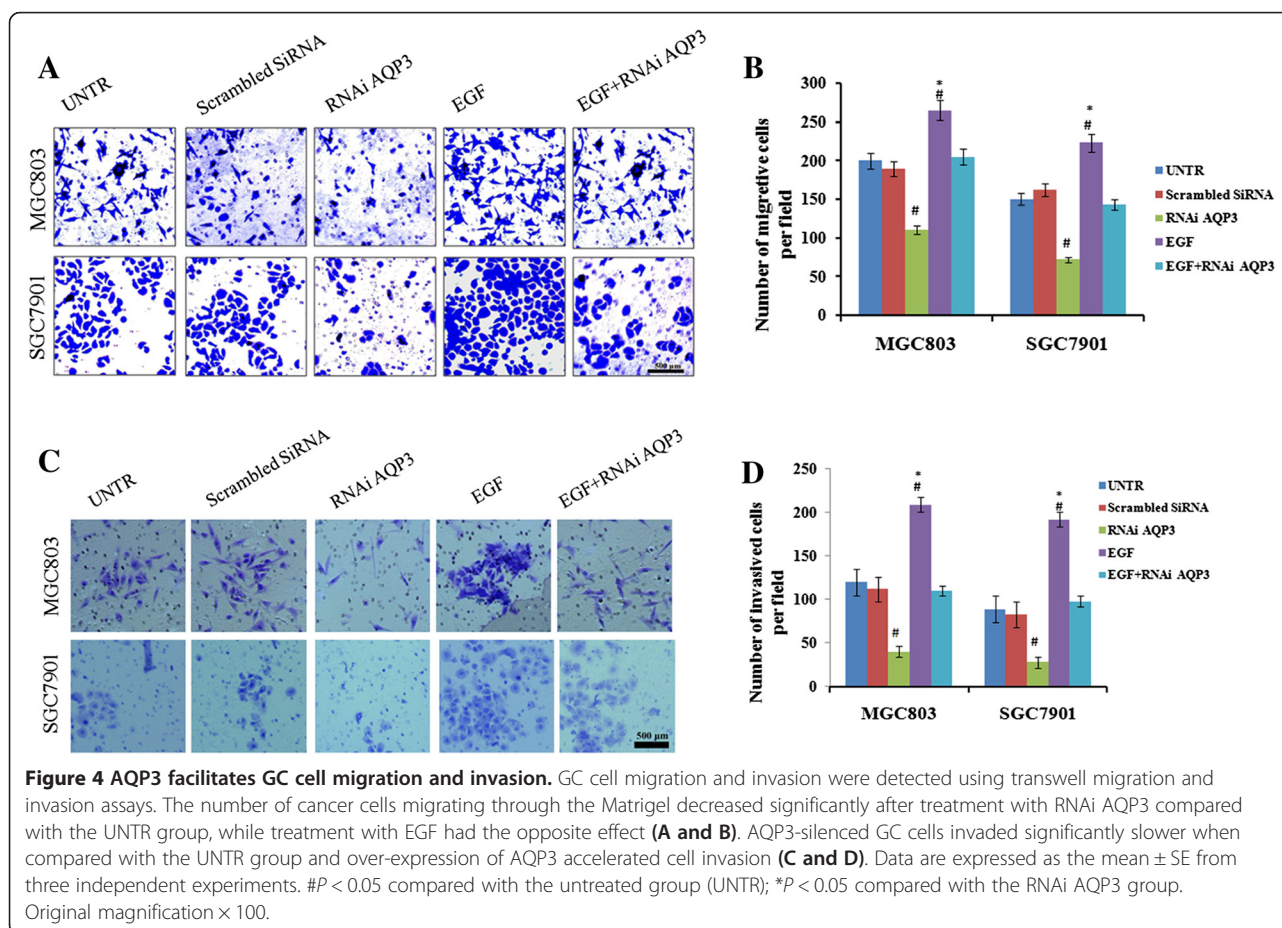 A
UNTR
Scrambled SiRNA
RNAi AQP3
EGF
EGF+RNAi AQP3
MGC803
SGC7901
500 µm
B
Number of migretive cells
per field
300
250
200
150
100
50
0
*
#
#
*
#
#
MGC803
SGC7901
UNTR
Scrambled SiRNA
RNAi AQP3
EGF
EGF+RNAi AQP3
C
UNTR
Scrambled SiRNA
RNAi AQP3
EGF
EGF+RNAi AQP3
MGC803
SGC7901
500 µm
D
Number of invasive cells
per field
250
200
150
100
50
0
*
#
#
*
#
#
MGC803
SGC7901
UNTR
Scrambled SiRNA
RNAi AQP3
EGF
EGF+RNAi AQP3
Figure 4 AQP3 facilitates GC cell migration and invasion. GC cell migration and invasion were detected using transwell migration and
invasion assays. The number of cancer cells migrating through the Matrigel decreased significantly after treatment with RNAi AQP3 compared
with the UNTR group, while treatment with EGF had the opposite effect (A and B). AQP3-silenced GC cells invaded significantly slower when
compared with the UNTR group and over-expression of AQP3 accelerated cell invasion (C and D). Data are expressed as the mean ± SE from
three independent experiments. #P < 0.05 compared with the untreated group (UNTR); *P < 0.05 compared with the RNAi AQP3 group.
Original magnification × 100.